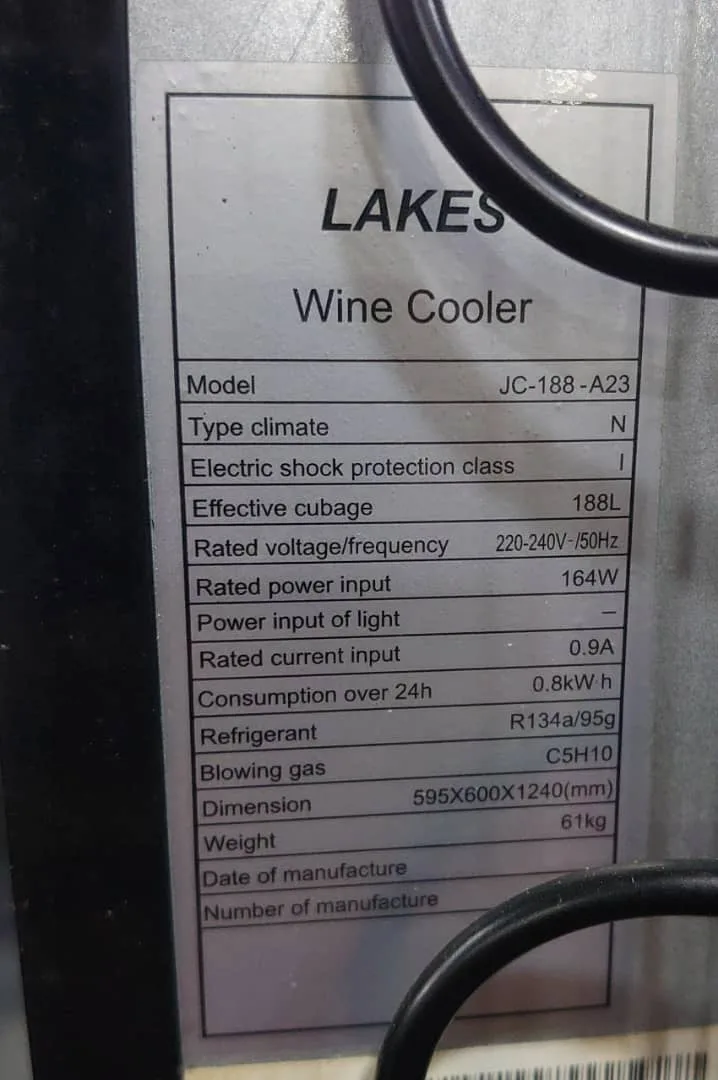 LAKES
Wine Cooler
Model JC-188-A23
Type climate N
Electric shock protection class I
Effective cubage 188L
Rated voltage/frequency 220-240V~/50Hz
Rated power input 164W
Power input of light —
Rated current input 0.9A
Consumption over 24h 0.8kW·h
Refrigerant R134a/95g
Blowing gas C5H10
Dimension 595X600X1240(mm)
Weight 61kg
Date of manufacture
Number of manufacture